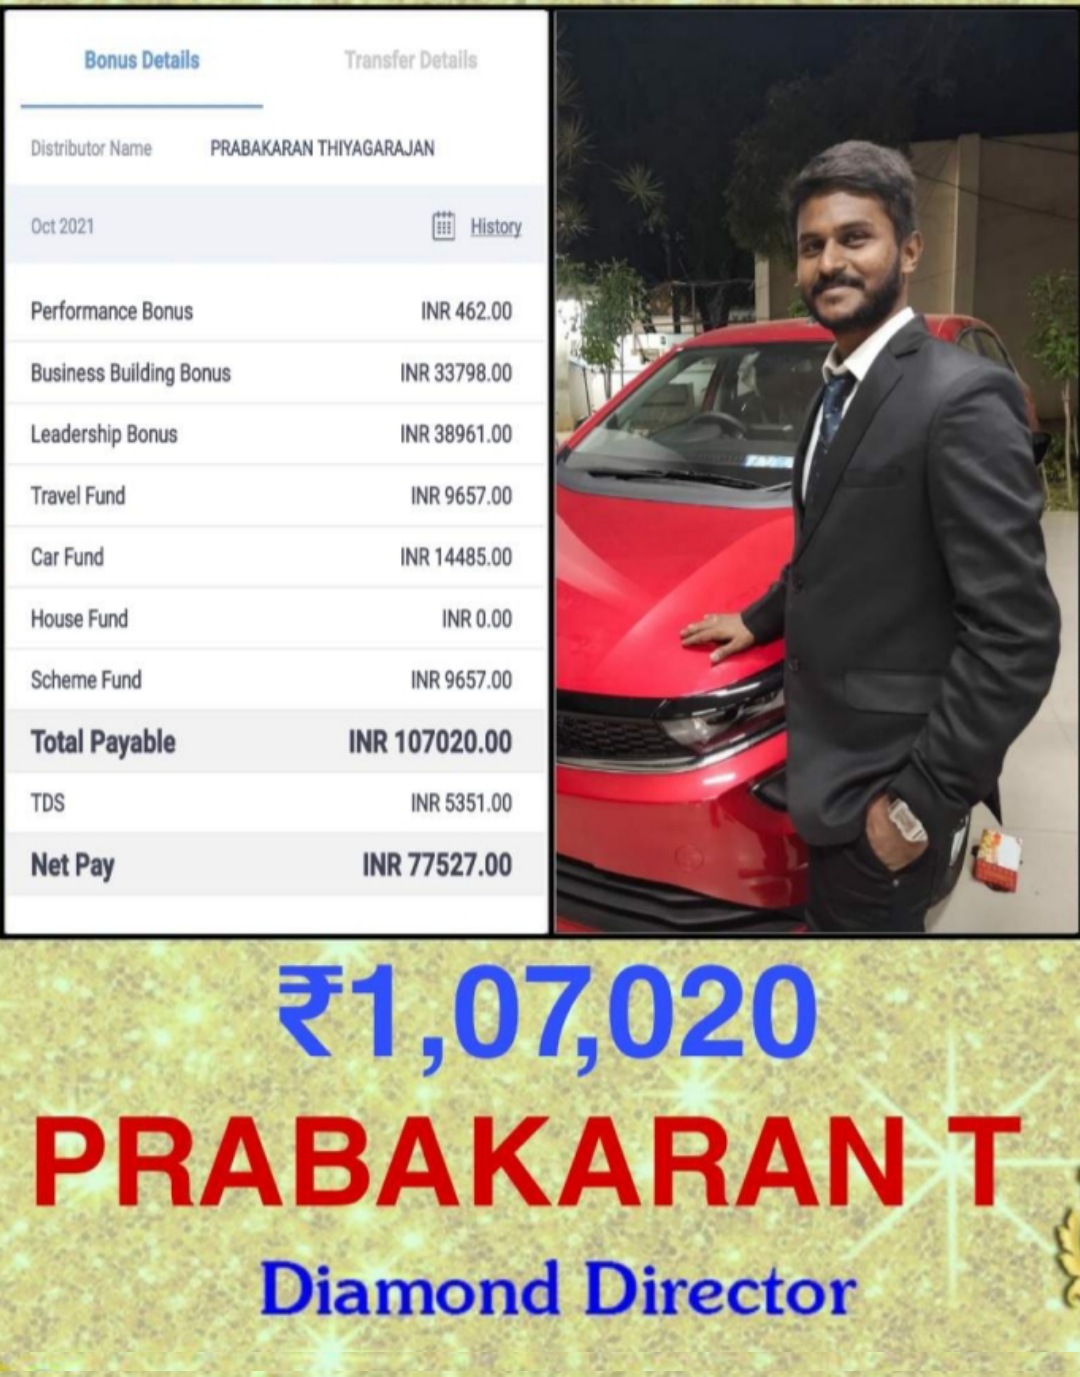 Bonus Details Transfer Details
Distributor Name PRABAKARAN THIYAGARAJAN
Oct 2021 History
Performance Bonus INR 462.00
Business Building Bonus INR 33798.00
Leadership Bonus INR 38961.00
Travel Fund INR 9657.00
Car Fund INR 14485.00
House Fund INR 0.00
Scheme Fund INR 9657.00
Total Payable INR 107020.00
TDS INR 5351.00
Net Pay INR 77527.00
₹1,07,020
PRABAKARAN T
Diamond Director